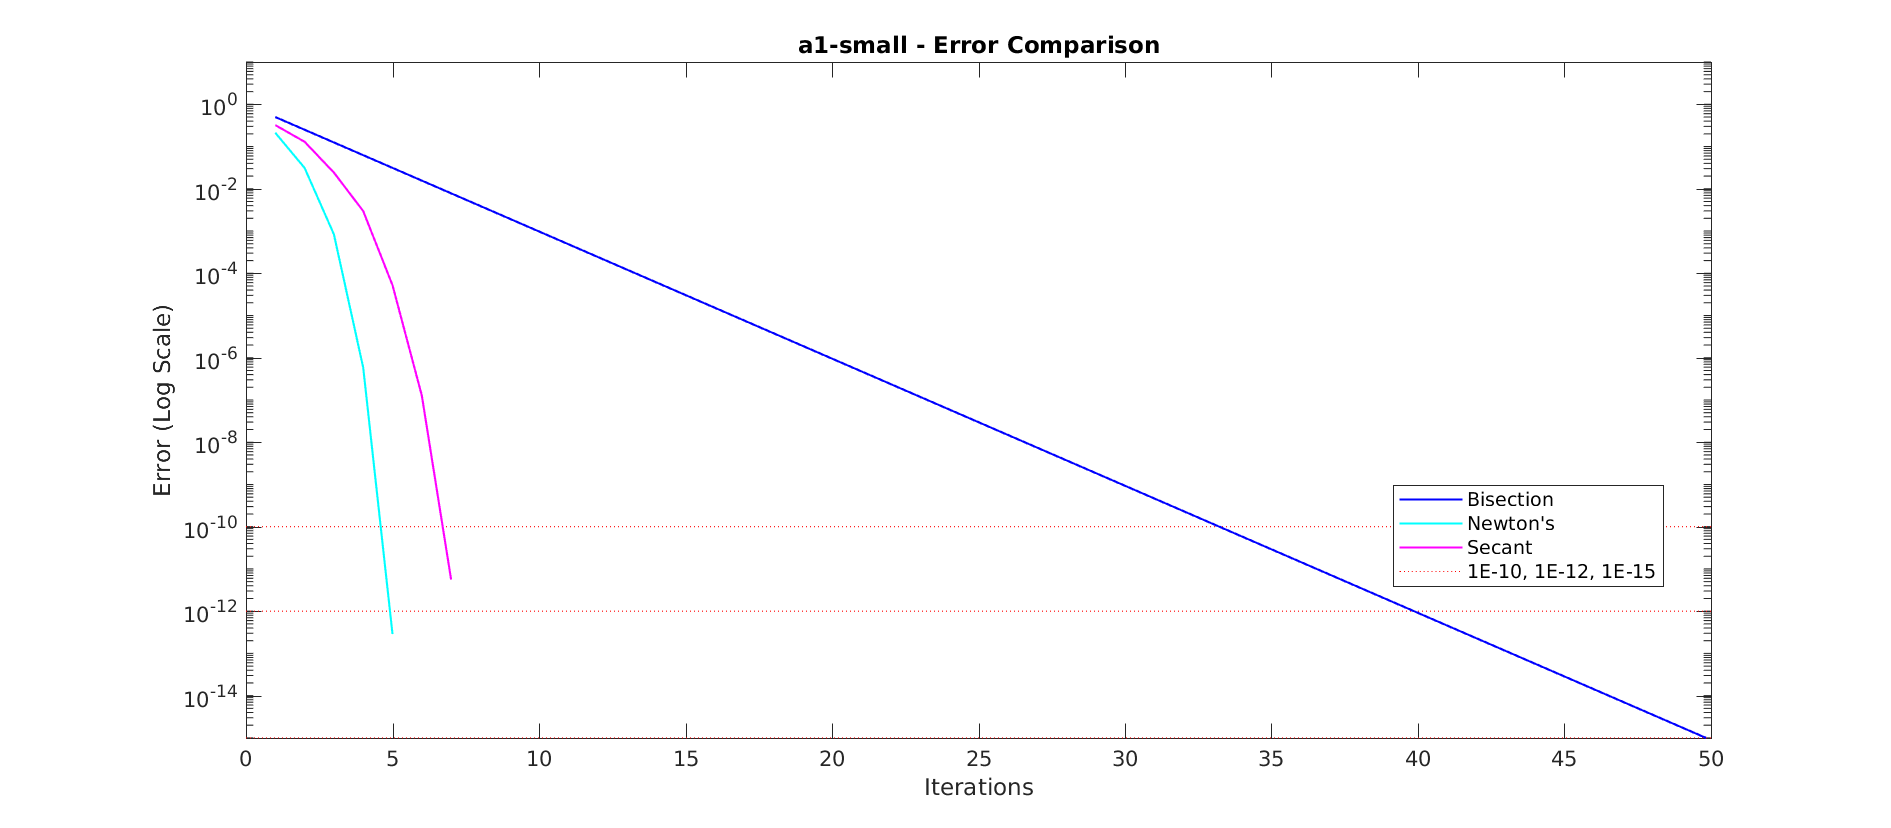 a1-small - Error Comparison
Error (Log Scale)
10^0
10^-2
10^-4
10^-6
10^-8
10^-10
10^-12
10^-14
Bisection
Newton's
Secant
1E-10, 1E-12, 1E-15
0 5 10 15 20 25 30 35 40 45 50
Iterations